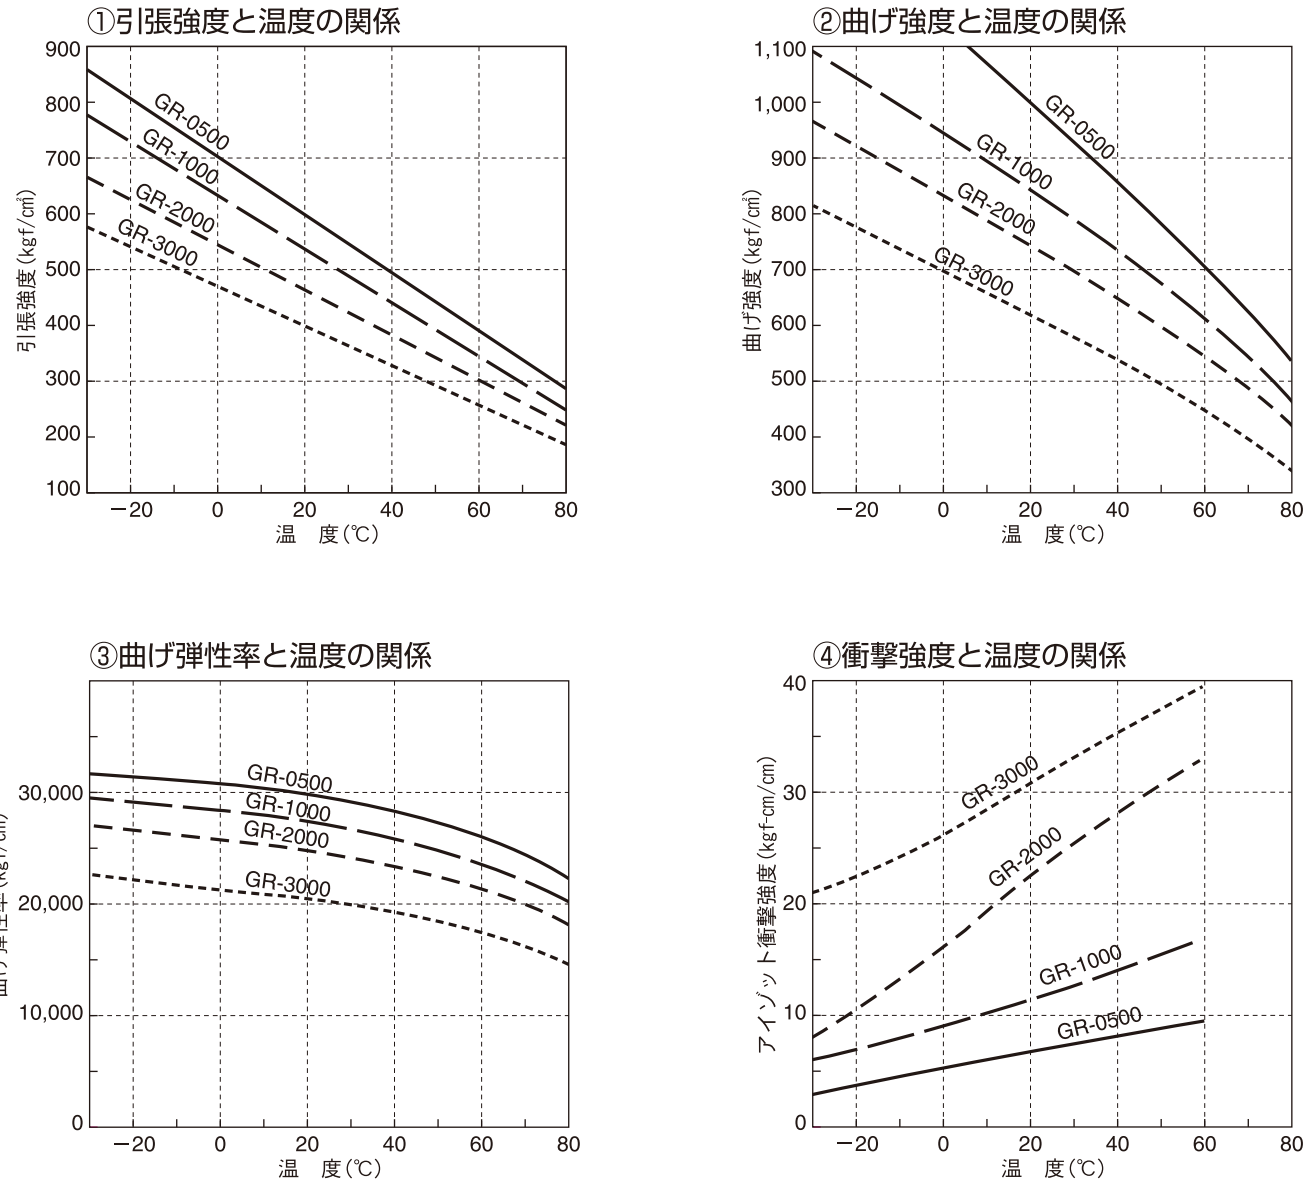 ①引張強度と温度の関係
900
800
700
600
500
400
300
200
100
引張強度(kgf/cm²)
GR-0500
GR-1000
GR-2000
GR-3000
−20 0 20 40 60 80
温 度(℃)
②曲げ強度と温度の関係
1,100
1,000
900
800
700
600
500
400
300
曲げ強度(kgf/cm²)
GR-0500
GR-1000
GR-2000
GR-3000
−20 0 20 40 60 80
温 度(℃)
③曲げ弾性率と温度の関係
30,000
20,000
10,000
0
曲げ弾性率(kgf/cm)
GR-0500
GR-1000
GR-2000
GR-3000
−20 0 20 40 60 80
温 度(℃)
④衝撃強度と温度の関係
40
30
20
10
0
アイゾット衝撃強度(kgf-cm/cm)
GR-3000
GR-2000
GR-1000
GR-0500
−20 0 20 40 60 80
温 度(℃)